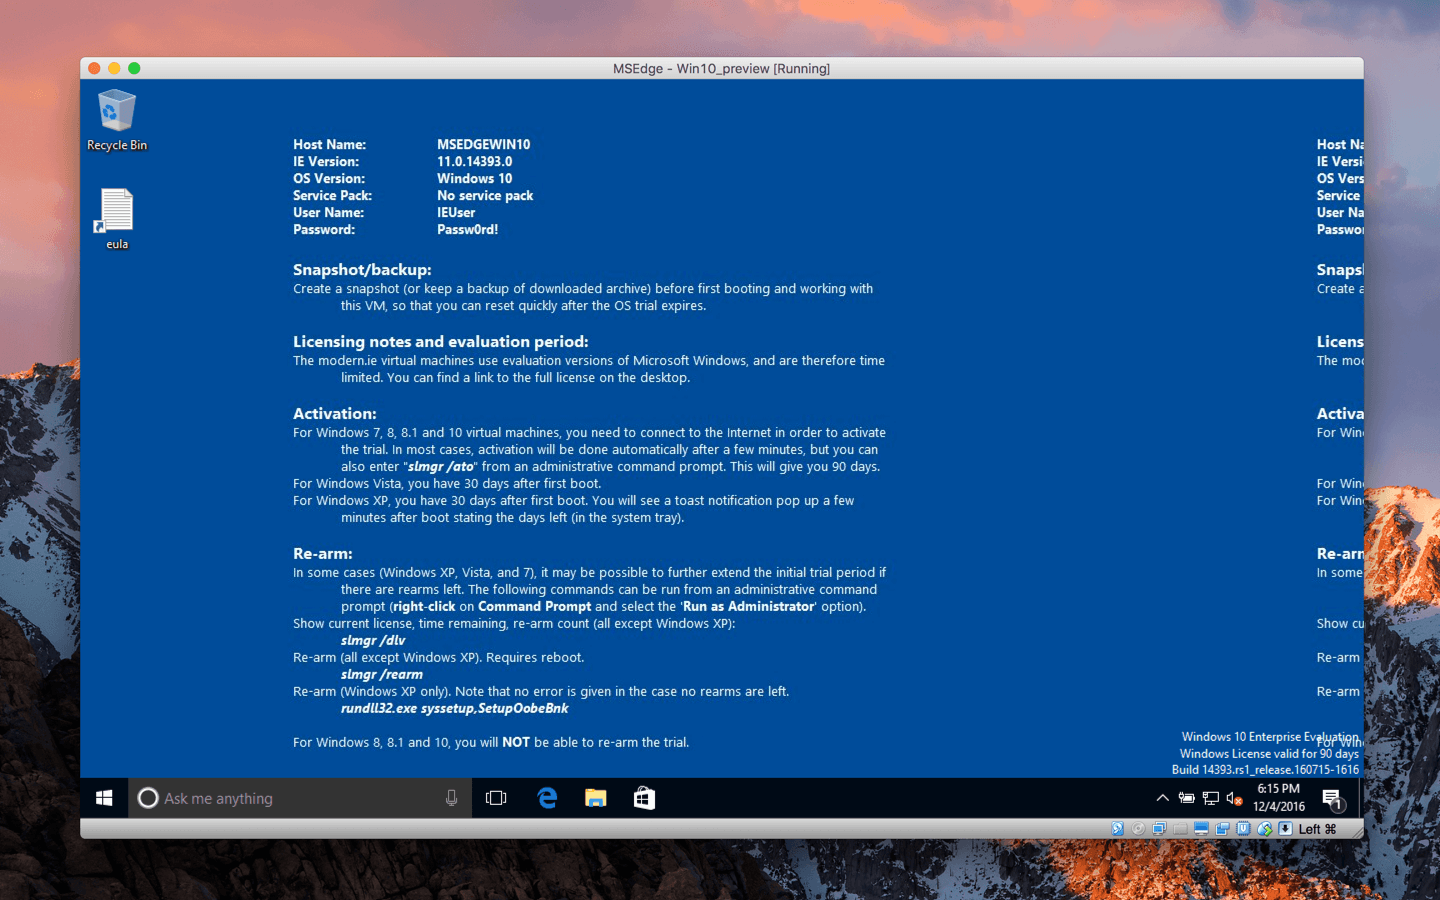 MSEdge - Win10_preview [Running]
Recycle Bin
eula
Host Name: MSEDGEWIN10
IE Version: 11.0.14393.0
OS Version: Windows 10
Service Pack: No service pack
User Name: IEUser
Password: Passw0rd!
Snapshot/backup:
Create a snapshot (or keep a backup of downloaded archive) before first booting and working with
this VM, so that you can reset quickly after the OS trial expires.
Licensing notes and evaluation period:
The modern.ie virtual machines use evaluation versions of Microsoft Windows, and are therefore time
limited. You can find a link to the full license on the desktop.
Activation:
For Windows 7, 8, 8.1 and 10 virtual machines, you need to connect to the Internet in order to activate
the trial. In most cases, activation will be done automatically after a few minutes, but you can
also enter "slmgr /ato" from an administrative command prompt. This will give you 90 days.
For Windows Vista, you have 30 days after first boot.
For Windows XP, you have 30 days after first boot. You will see a toast notification pop up a few
minutes after boot stating the days left (in the system tray).
Re-arm:
In some cases (Windows XP, Vista, and 7), it may be possible to further extend the initial trial period if
there are rearms left. The following commands can be run from an administrative command
prompt (right-click on Command Prompt and select the 'Run as Administrator' option).
Show current license, time remaining, re-arm count (all except Windows XP):
slmgr /dlv
Re-arm (all except Windows XP). Requires reboot.
slmgr /rearm
Re-arm (Windows XP only). Note that no error is given in the case no rearms are left.
rundll32.exe syssetup,SetupOobeBnk
For Windows 8, 8.1 and 10, you will NOT be able to re-arm the trial.
Host Na
IE Versi
OS Vers
Service
User Na
Passwo
Snaps
Create a
Licens
The mod
Activa
For Win
For Win
For Win
Re-arm
In some
Show cu
Re-arm
Re-arm
For Win
Windows 10 Enterprise Evaluation
Windows License valid for 90 days
Build 14393.rs1_release.160715-1616
Ask me anything
6:15 PM
12/4/2016
1
Left ⌘